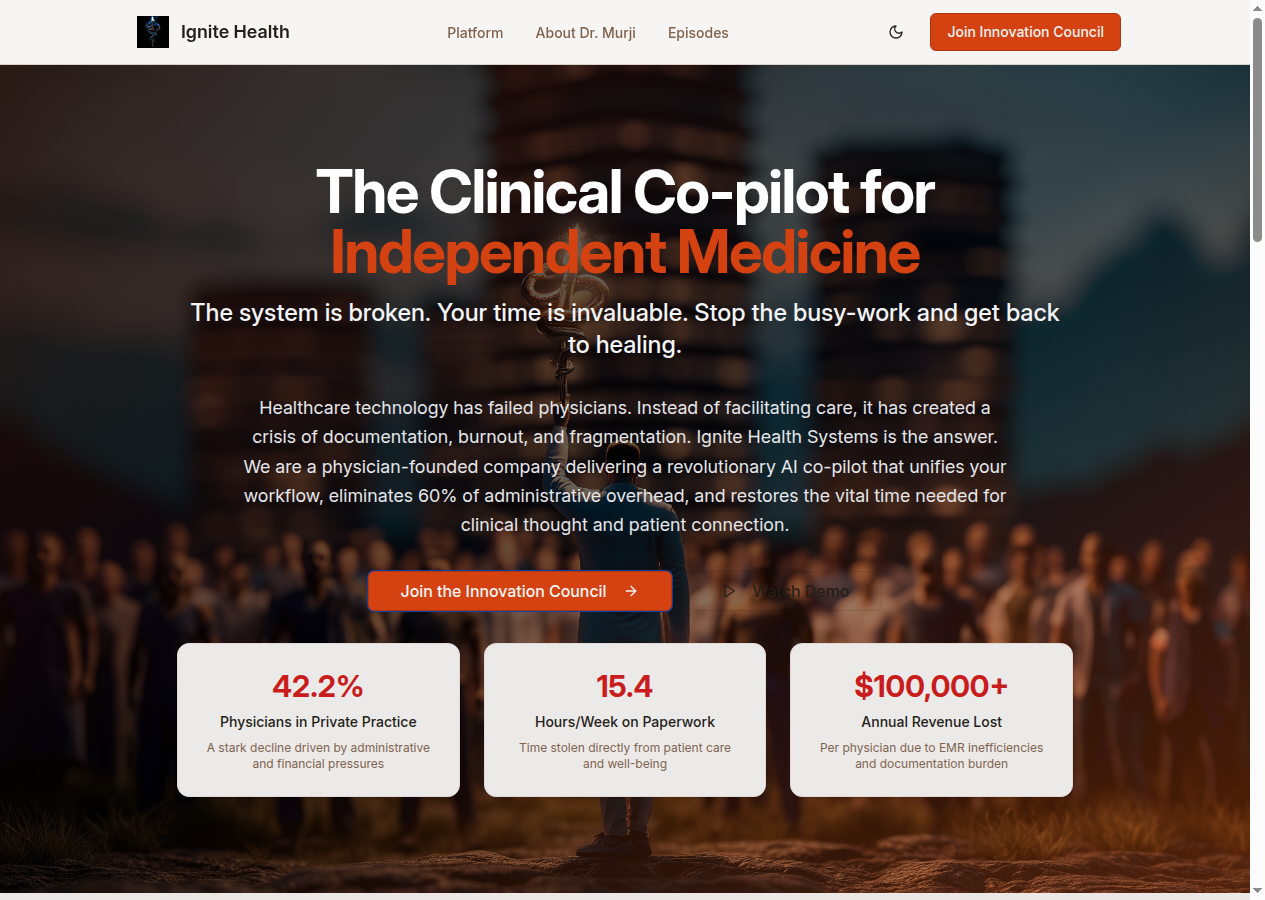 Ignite Health
Platform
About Dr. Murji
Episodes
Join Innovation Council
The Clinical Co-pilot for
Independent Medicine
The system is broken. Your time is invaluable. Stop the busy-work and get back
to healing.
Healthcare technology has failed physicians. Instead of facilitating care, it has created a
crisis of documentation, burnout, and fragmentation. Ignite Health Systems is the answer.
We are a physician-founded company delivering a revolutionary AI co-pilot that unifies your
workflow, eliminates 60% of administrative overhead, and restores the vital time needed for
clinical thought and patient connection.
Join the Innovation Council
Watch Demo
42.2%
Physicians in Private Practice
A stark decline driven by administrative
and financial pressures
15.4
Hours/Week on Paperwork
Time stolen directly from patient care
and well-being
$100,000+
Annual Revenue Lost
Per physician due to EMR inefficiencies
and documentation burden